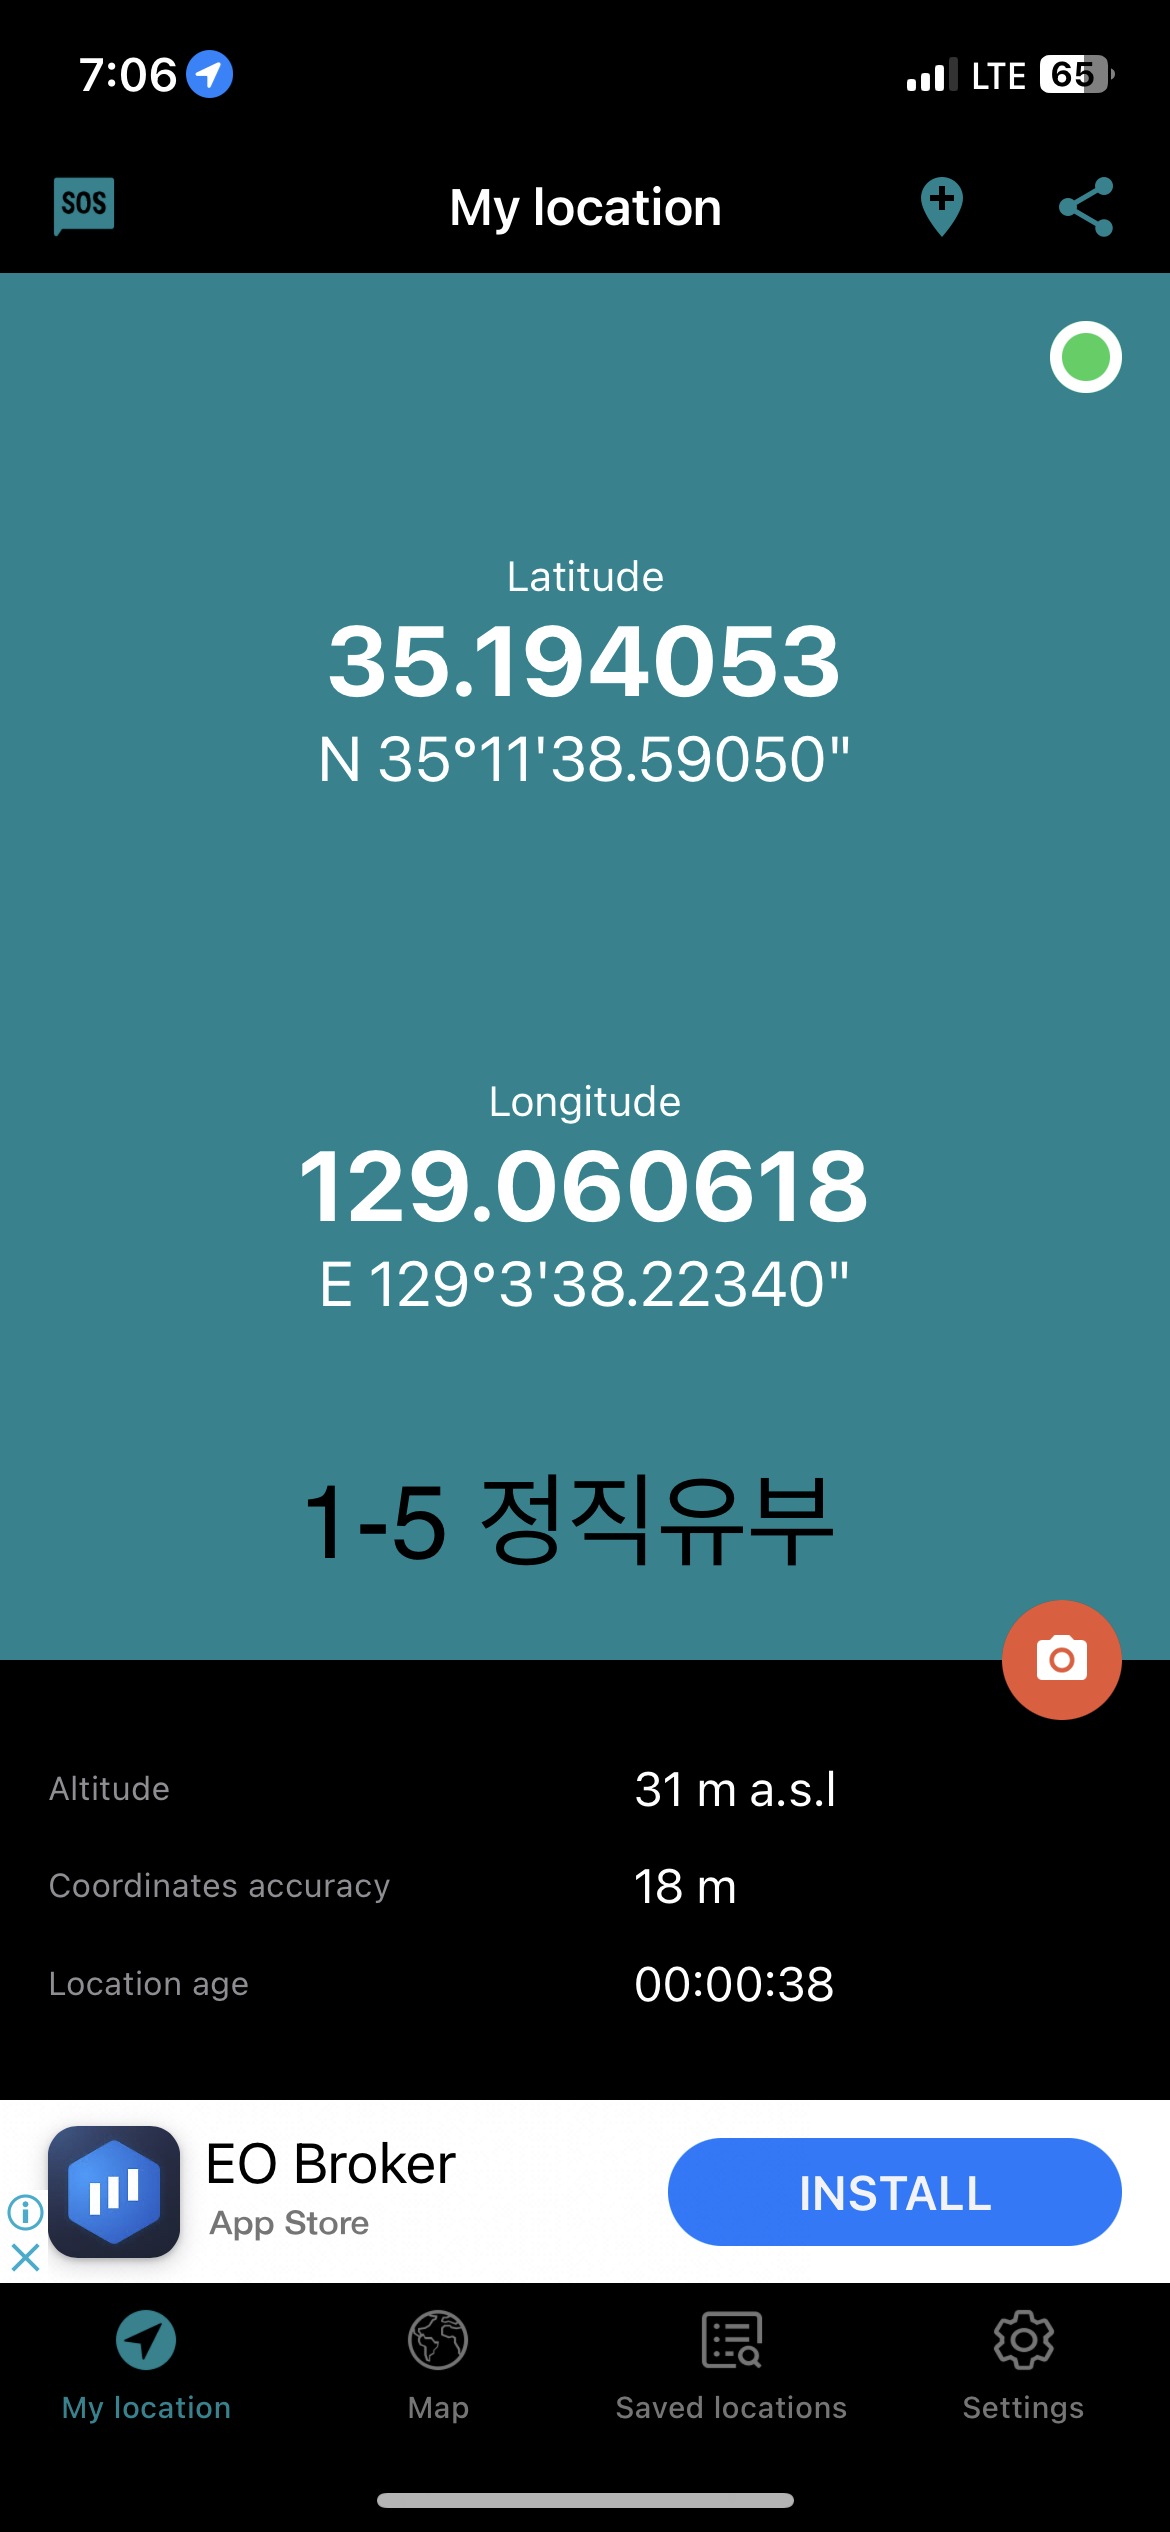 7:06
LTE 65
SOS
My location
Latitude
35.194053
N 35°11'38.59050"
Longitude
129.060618
E 129°3'38.22340"
1-5 정직유부
Altitude 31 m a.s.l
Coordinates accuracy 18 m
Location age 00:00:38
EO Broker
App Store
INSTALL
My location Map Saved locations Settings